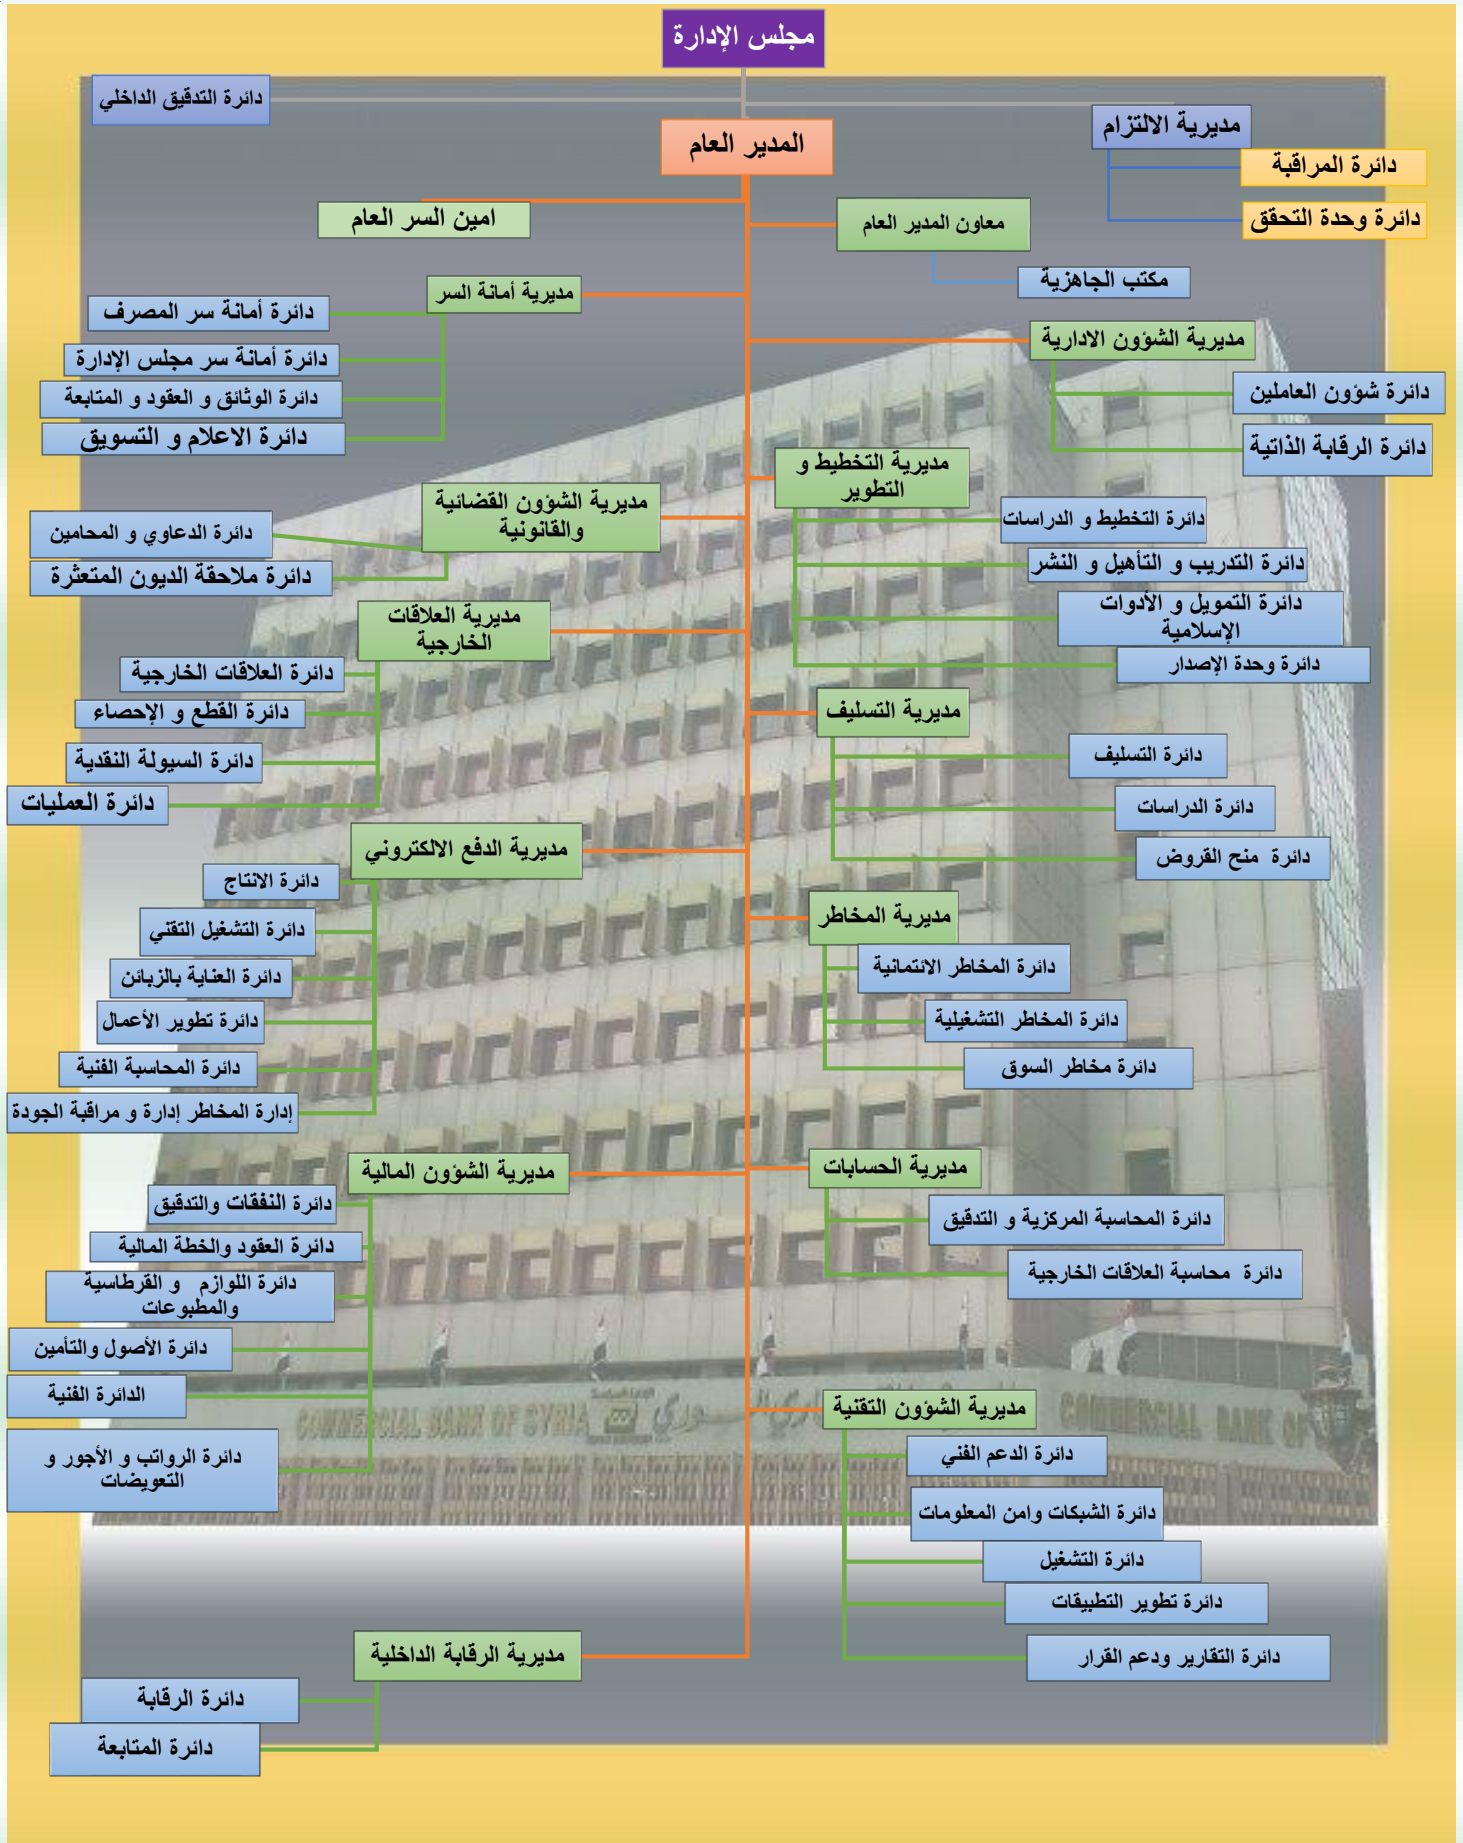 مجلس الإدارة
دائرة التدقيق الداخلي
مديرية الالتزام
المدير العام
دائرة المراقبة
دائرة وحدة التحقق
امين السر العام
معاون المدير العام
مكتب الجاهزية
مديرية أمانة السر
دائرة أمانة سر المصرف
دائرة أمانة سر مجلس الإدارة
دائرة الوثائق و العقود و المتابعة
دائرة الاعلام و التسويق
مديرية الشؤون الادارية
دائرة شؤون العاملين
دائرة الرقابة الذاتية
مديرية التخطيط و
التطوير
دائرة التخطيط و الدراسات
دائرة التدريب و التأهيل و النشر
دائرة التمويل و الأدوات
الإسلامية
دائرة وحدة الإصدار
مديرية الشؤون القضائية
والقانونية
دائرة الدعاوي و المحامين
دائرة ملاحقة الديون المتعثرة
مديرية العلاقات
الخارجية
دائرة العلاقات الخارجية
دائرة القطع و الإحصاء
دائرة السيولة النقدية
دائرة العمليات
مديرية التسليف
دائرة التسليف
دائرة الدراسات
دائرة منح القروض
مديرية الدفع الالكتروني
دائرة الانتاج
دائرة التشغيل التقني
دائرة العناية بالزبائن
دائرة تطوير الأعمال
دائرة المحاسبة الفنية
إدارة المخاطر إدارة و مراقبة الجودة
مديرية المخاطر
دائرة المخاطر الائتمانية
دائرة المخاطر التشغيلية
دائرة مخاطر السوق
مديرية الشؤون المالية
دائرة النفقات والتدقيق
دائرة العقود والخطة المالية
دائرة اللوازم و القرطاسية
والمطبوعات
دائرة الأصول والتأمين
الدائرة الفنية
دائرة الرواتب و الأجور و
التعويضات
مديرية الحسابات
دائرة المحاسبة المركزية و التدقيق
دائرة محاسبة العلاقات الخارجية
مديرية الشؤون التقنية
دائرة الدعم الفني
دائرة الشبكات وامن المعلومات
دائرة التشغيل
دائرة تطوير التطبيقات
دائرة التقارير ودعم القرار
مديرية الرقابة الداخلية
دائرة الرقابة
دائرة المتابعة
COMMERCIAL BANK OF SYRIA
COMMERCIAL BANK OF